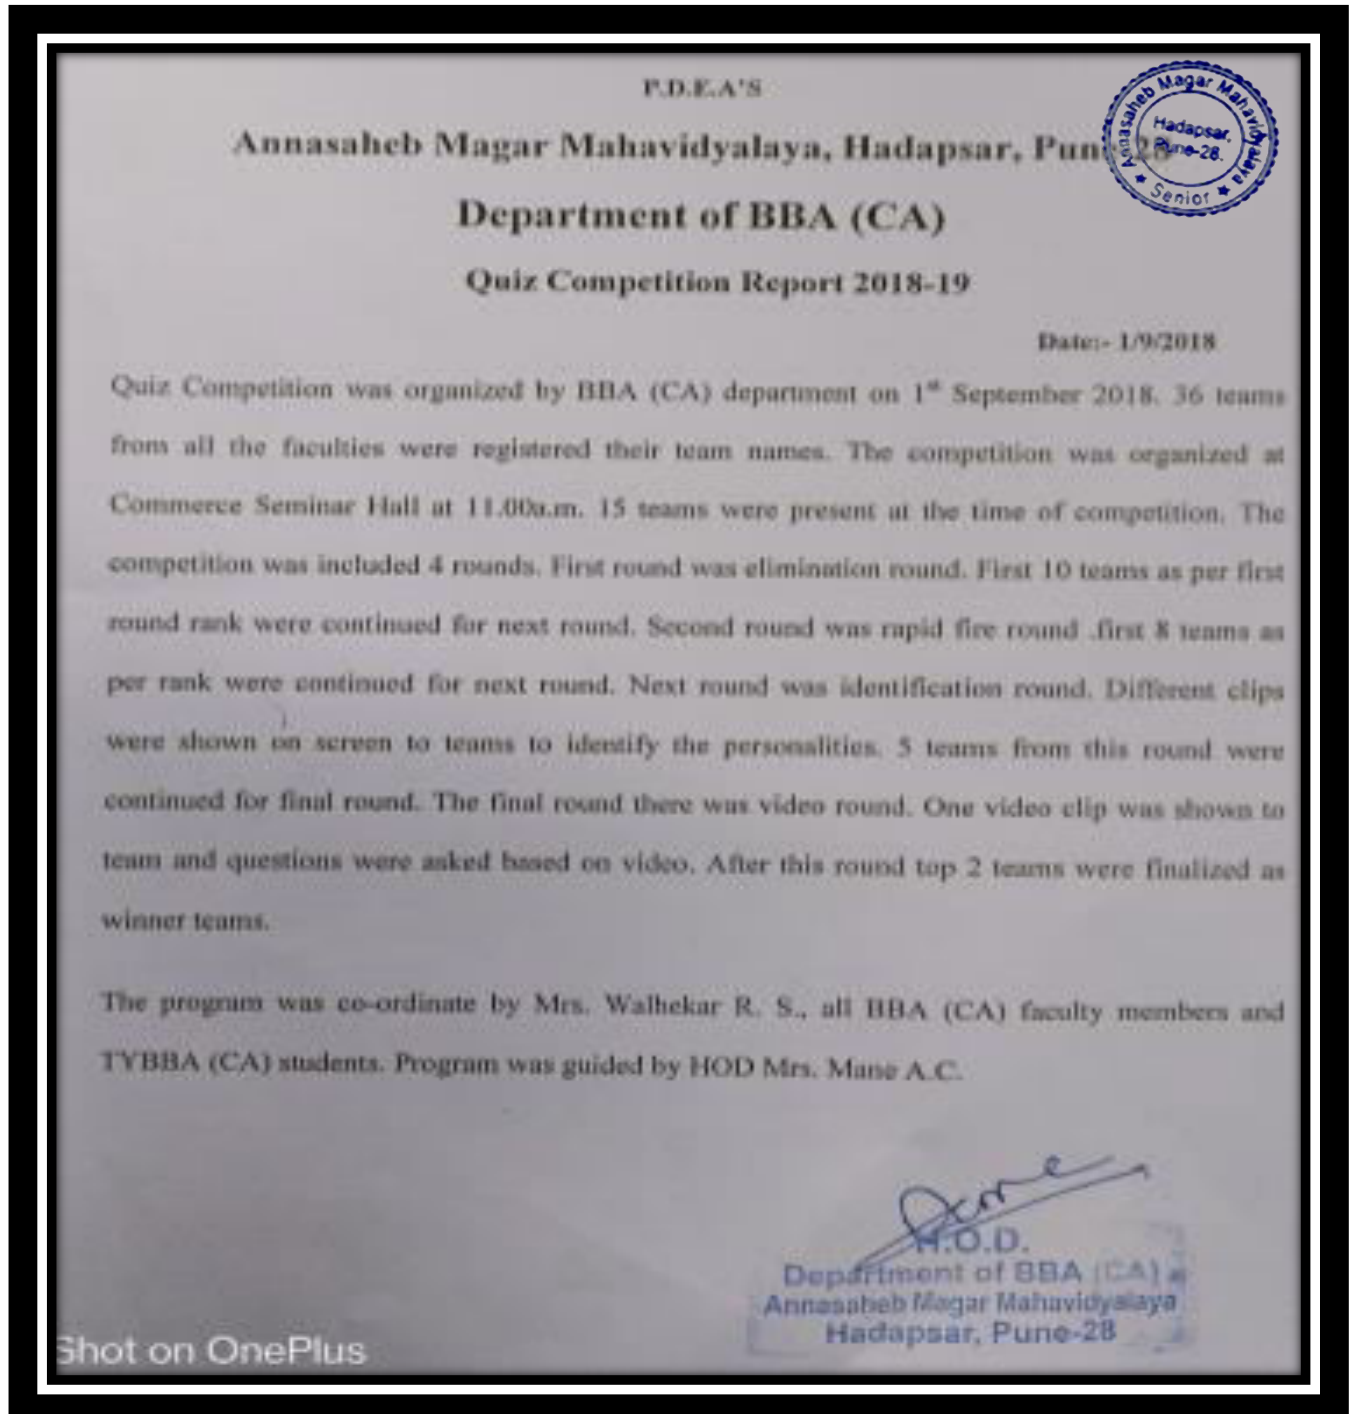 P.D.E.A'S
Annasaheb Magar Mahavidyalaya, Hadapsar, Pune-28
Department of BBA (CA)
Quiz Competition Report 2018-19
Date:- 1/9/2018
Quiz Competition was organized by BBA (CA) department on 1st September 2018. 36 teams
from all the faculties were registered their team names. The competition was organized at
Commerce Seminar Hall at 11.00a.m. 15 teams were present at the time of competition. The
competition was included 4 rounds. First round was elimination round. First 10 teams as per first
round rank were continued for next round. Second round was rapid fire round .first 8 teams as
per rank were continued for next round. Next round was identification round. Different clips
were shown on screen to teams to identify the personalities. 5 teams from this round were
continued for final round. The final round there was video round. One video clip was shown to
team and questions were asked based on video. After this round top 2 teams were finalized as
winner teams.
The program was co-ordinate by Mrs. Walhekar R. S., all BBA (CA) faculty members and
TYBBA (CA) students. Program was guided by HOD Mrs. Mane A.C.
H.O.D.
Department of BBA (CA)
Annasaheb Magar Mahavidyalaya
Hadapsar, Pune-28
Shot on OnePlus
Annasaheb Magar Mahavidyalaya
Hadapsar,
Pune-28.
★ Senior ★